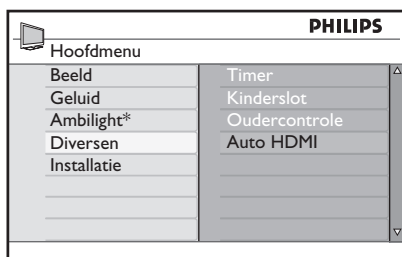 PHILIPS
Hoofdmenu
Beeld Timer
Geluid Kinderslot
Ambilight* Oudercontrole
Diversen Auto HDMI
Installatie